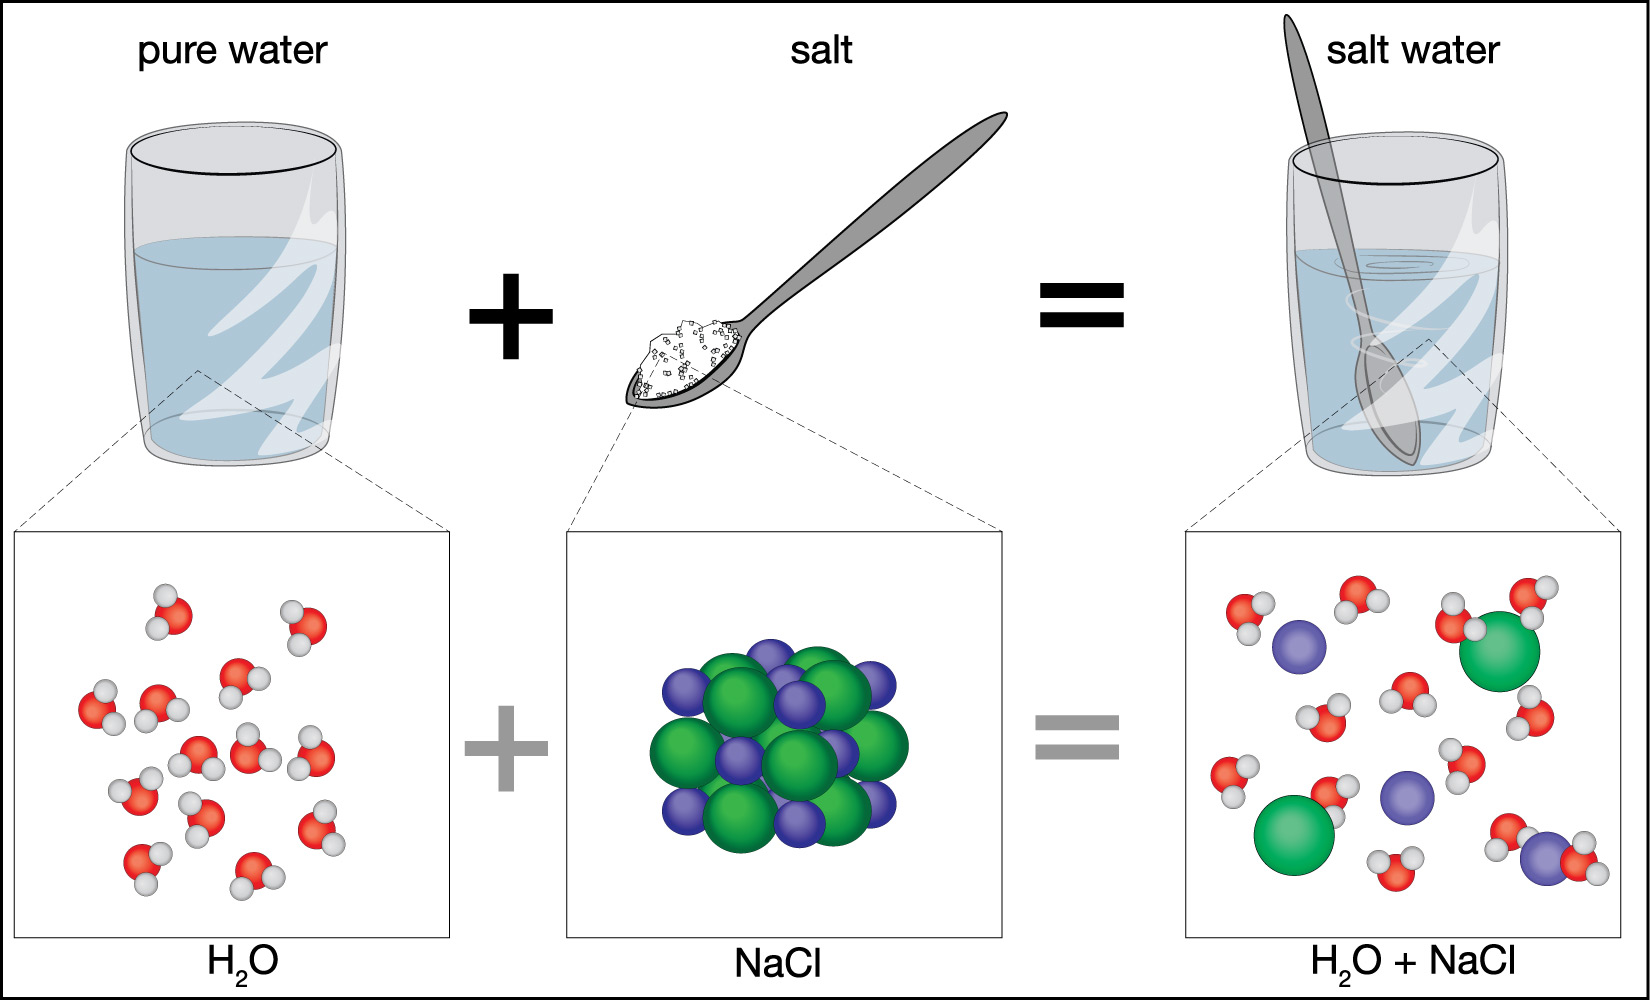 pure water
salt
salt water
+
=
+
=
H₂O
NaCl
H₂O + NaCl